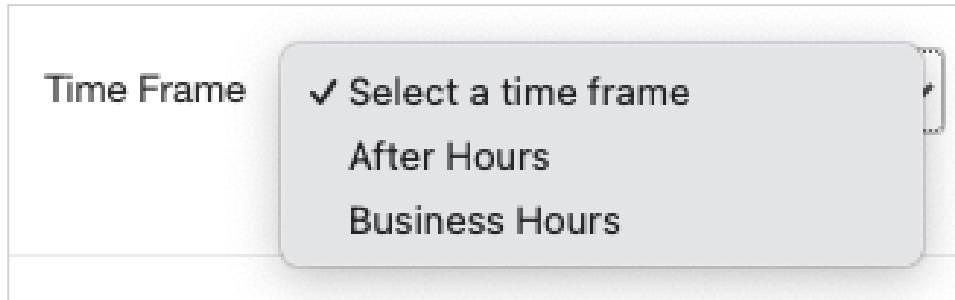 Time Frame
✓ Select a time frame
After Hours
Business Hours